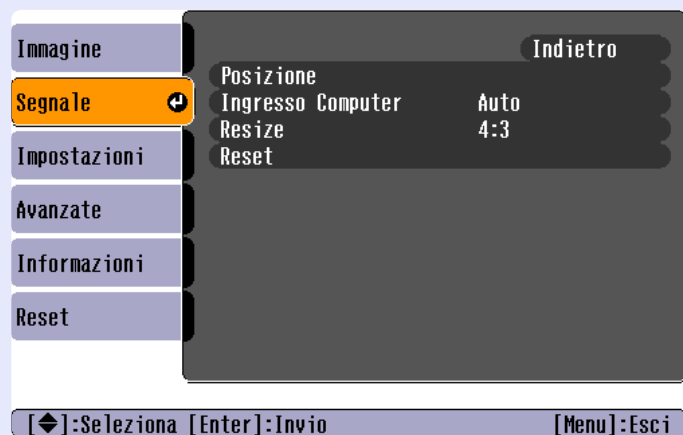 Immagine
Segnale
Impostazioni
Avanzate
Informazioni
Reset
Indietro
Posizione
Ingresso Computer Auto
Resize 4:3
Reset
[◆]:Seleziona [Enter]:Invio [Menu]:Esci